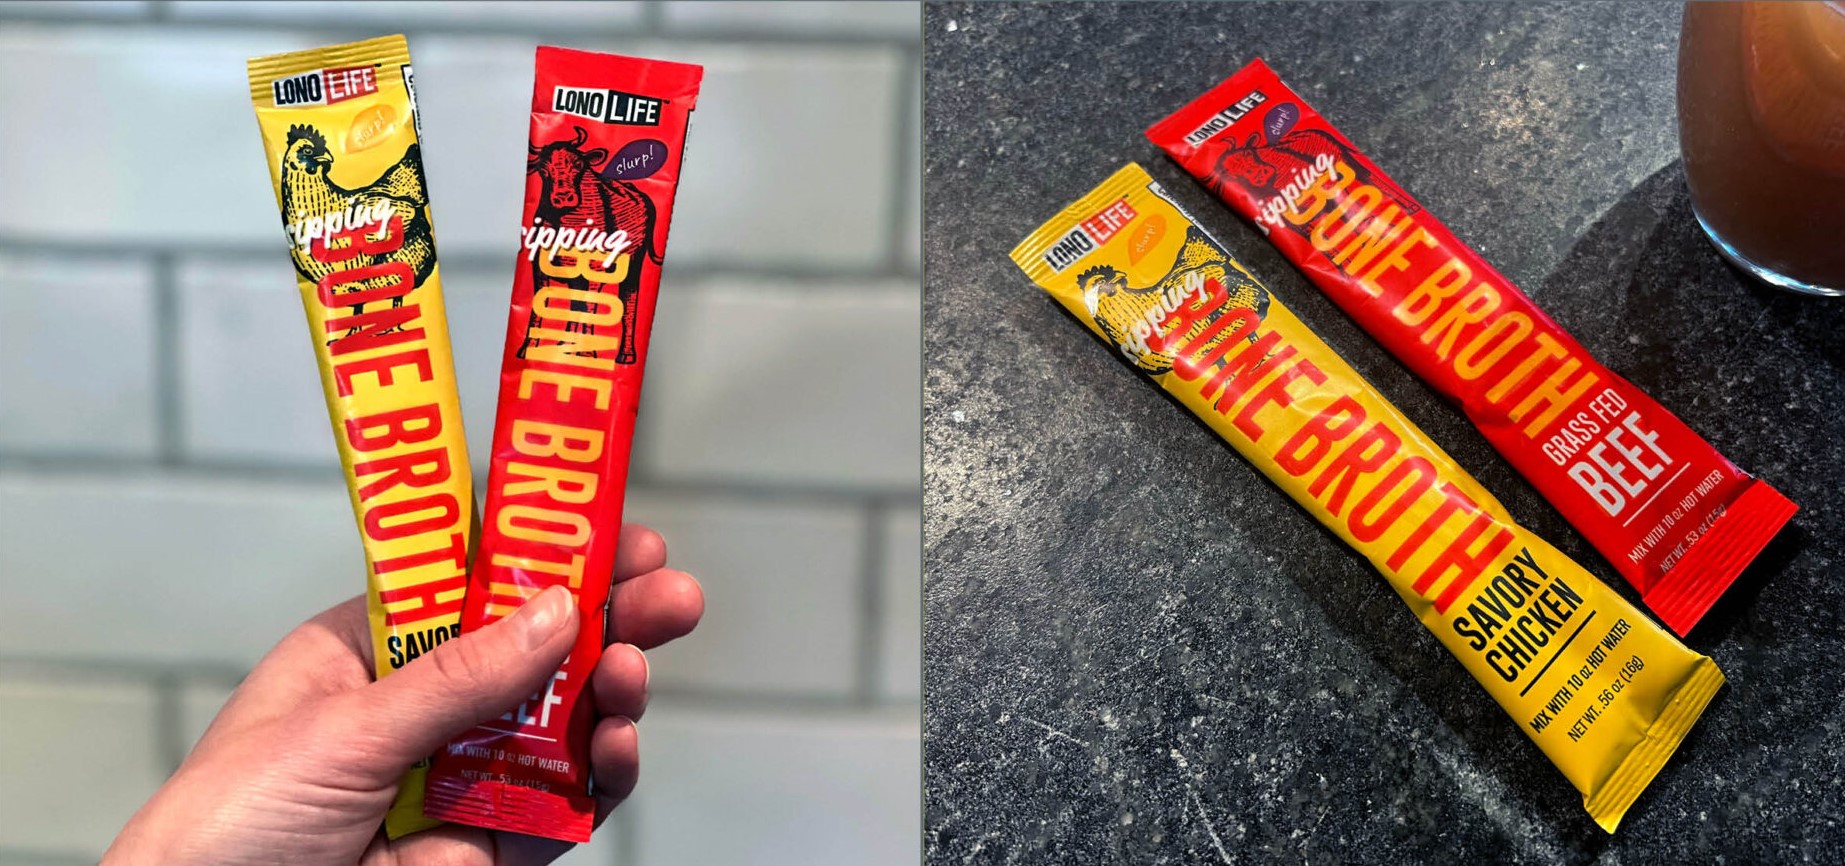 LONO LIFE
slurp!
sipping
BONE BROTH
LONO LIFE™
slurp!
sipping
BONE BROTH
MIX WITH 10 oz HOT WATER
NET WT. .53 oz (15g)
LONO LIFE
slurp!
sipping
BONE BROTH
GRASS FED
BEEF
MIX WITH 10 oz HOT WATER
NET WT. .53 oz (15g)
LONO LIFE
slurp!
sipping
BONE BROTH
SAVORY
CHICKEN
MIX WITH 10 oz HOT WATER
NET WT. .56 oz (16g)